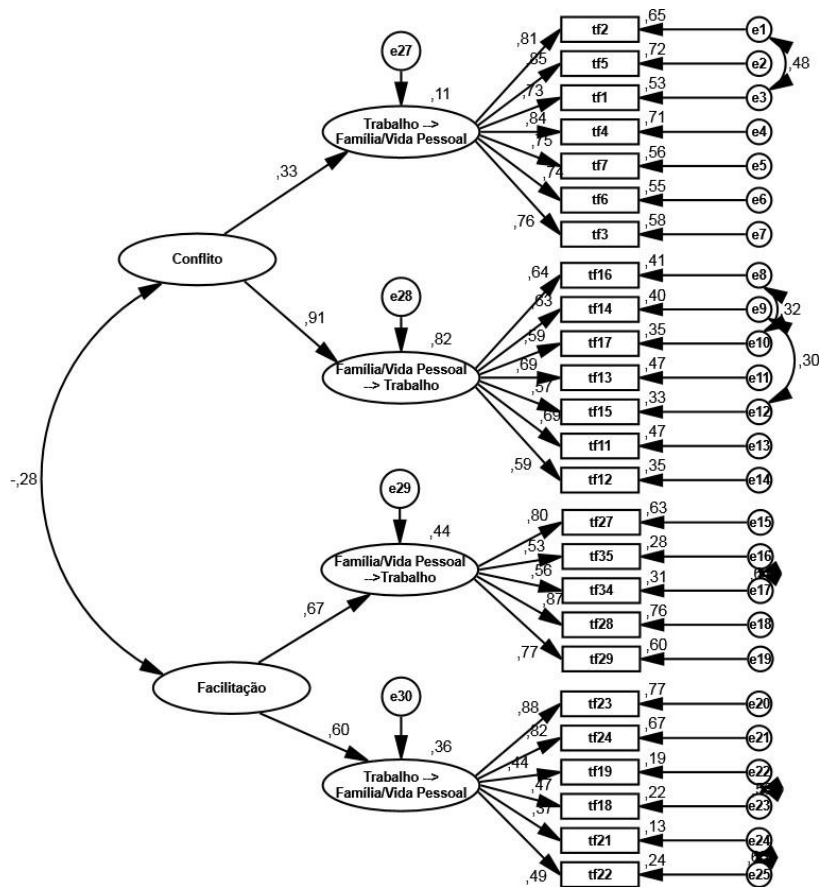 ,65
tf2
e1
,81
e27
,72
tf5
e2
,48
,85
,53
,11
tf1
e3
,73
Trabalho -->
Família/Vida Pessoal
,84
,71
tf4
e4
,75
,56
tf7
e5
,74
,55
tf6
e6
,33
,76
,58
tf3
e7
Conflito
,41
tf16
e8
,64
e28
,40
tf14
e9
,32
,63
,91
,35
tf17
e10
,82
,59
,30
Família/Vida Pessoal
--> Trabalho
,69
,47
tf13
e11
,57
,33
tf15
e12
,69
,47
tf11
e13
,59
,35
tf12
e14
-,28
e29
,63
tf27
e15
,80
,44
,28
tf35
e16
,53
Família/Vida Pessoal
-->Trabalho
,31
tf34
e17
,56
,67
,87
,76
tf28
e18
,77
,60
tf29
e19
Facilitação
e30
,77
tf23
e20
,88
,60
,67
tf24
e21
,82
,36
,19
tf19
e22
,44
Trabalho -->
Família/Vida Pessoal
,47
,22
tf18
e23
,37
,13
tf21
e24
,49
,24
tf22
e25